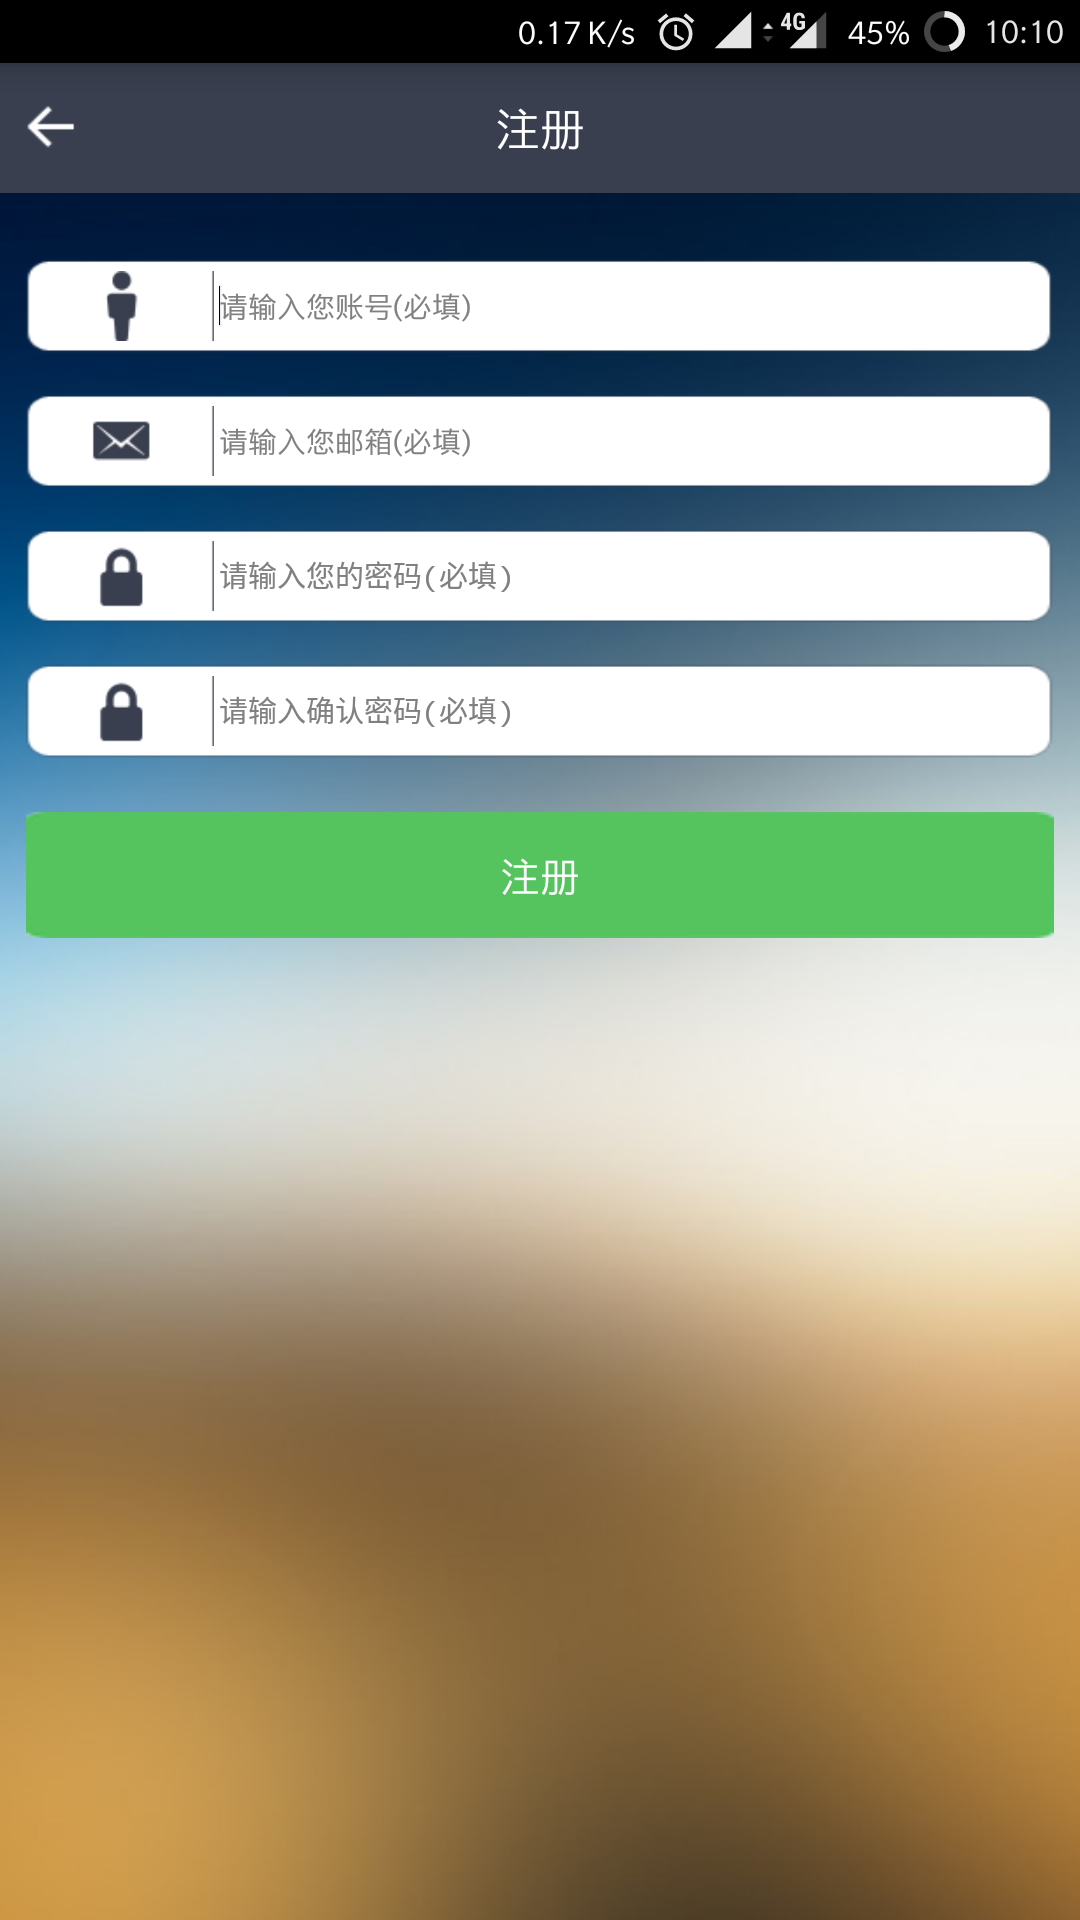 0.17 K/s 4G 45% 10:10
注册
请输入您账号(必填)
请输入您邮箱(必填)
请输入您的密码(必填)
请输入确认密码(必填)
注册